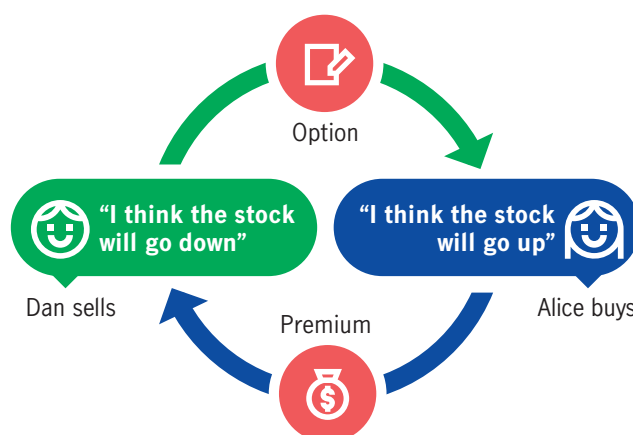 Option
“I think the stock
will go down”
“I think the stock
will go up”
Dan sells
Alice buys
Premium
$